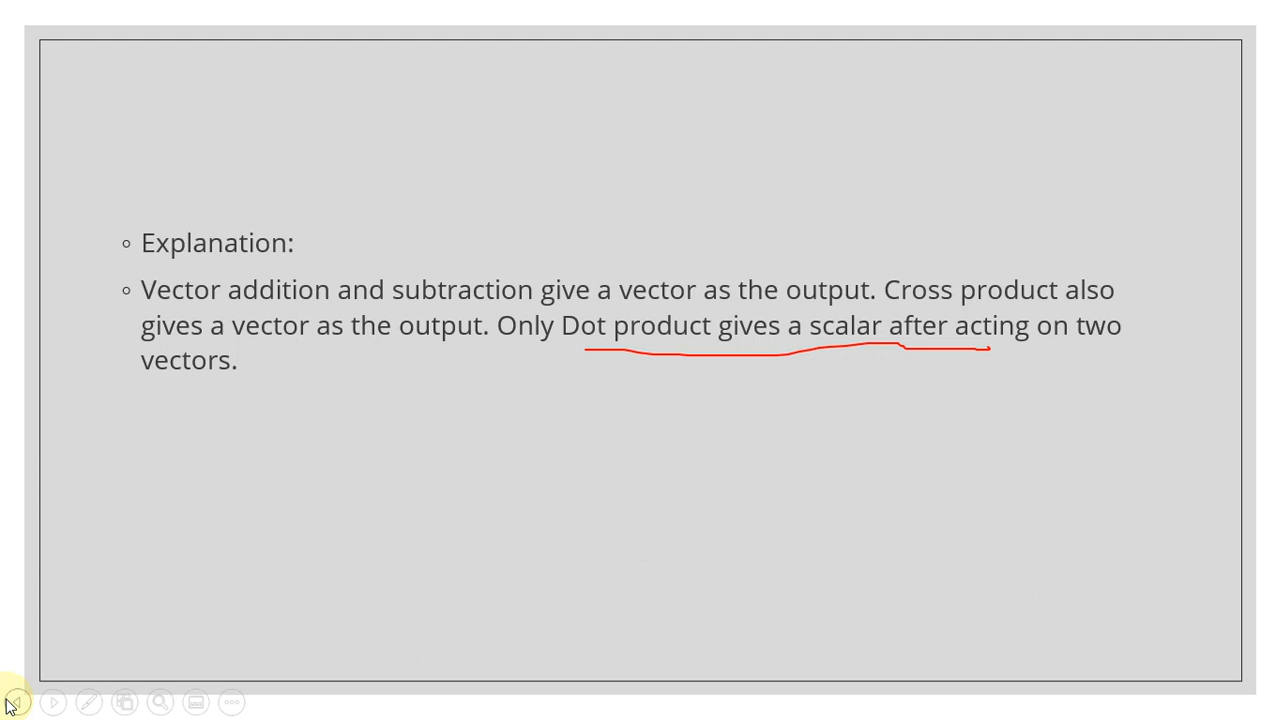 Explanation:
Vector addition and subtraction give a vector as the output. Cross product also
gives a vector as the output. Only Dot product gives a scalar after acting on two
vectors.